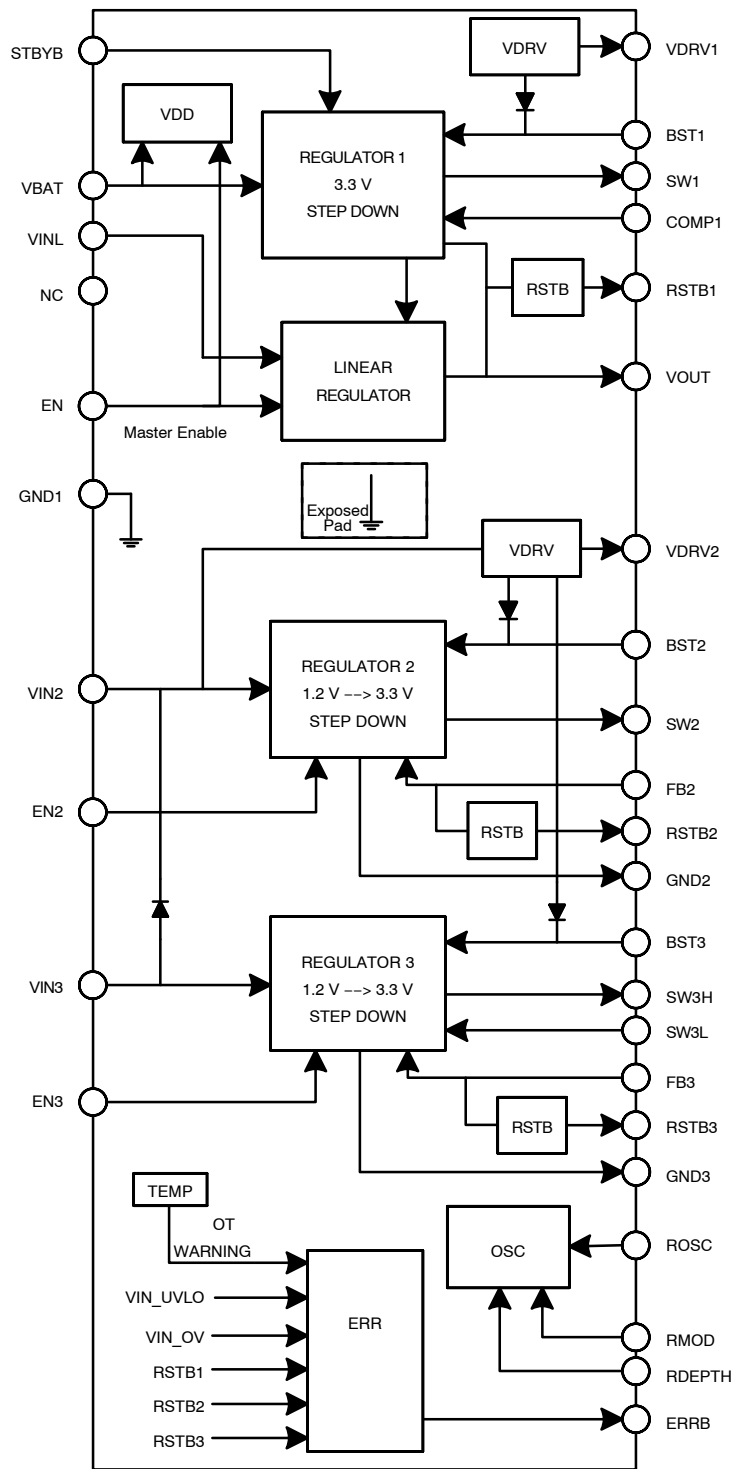 STBYB
VDRV
VDRV1
VDD
BST1
REGULATOR 1
3.3 V
STEP DOWN
VBAT
SW1
COMP1
VINL
NC
RSTB
RSTB1
LINEAR
REGULATOR
VOUT
EN
Master Enable
GND1
Exposed
Pad
VDRV
VDRV2
BST2
REGULATOR 2
1.2 V −−> 3.3 V
STEP DOWN
VIN2
SW2
FB2
EN2
RSTB
RSTB2
GND2
BST3
REGULATOR 3
1.2 V −−> 3.3 V
STEP DOWN
VIN3
SW3H
SW3L
FB3
EN3
RSTB
RSTB3
GND3
TEMP
OT
WARNING
OSC
ROSC
VIN_UVLO
ERR
VIN_OV
RMOD
RSTB1
RDEPTH
RSTB2
ERRB
RSTB3